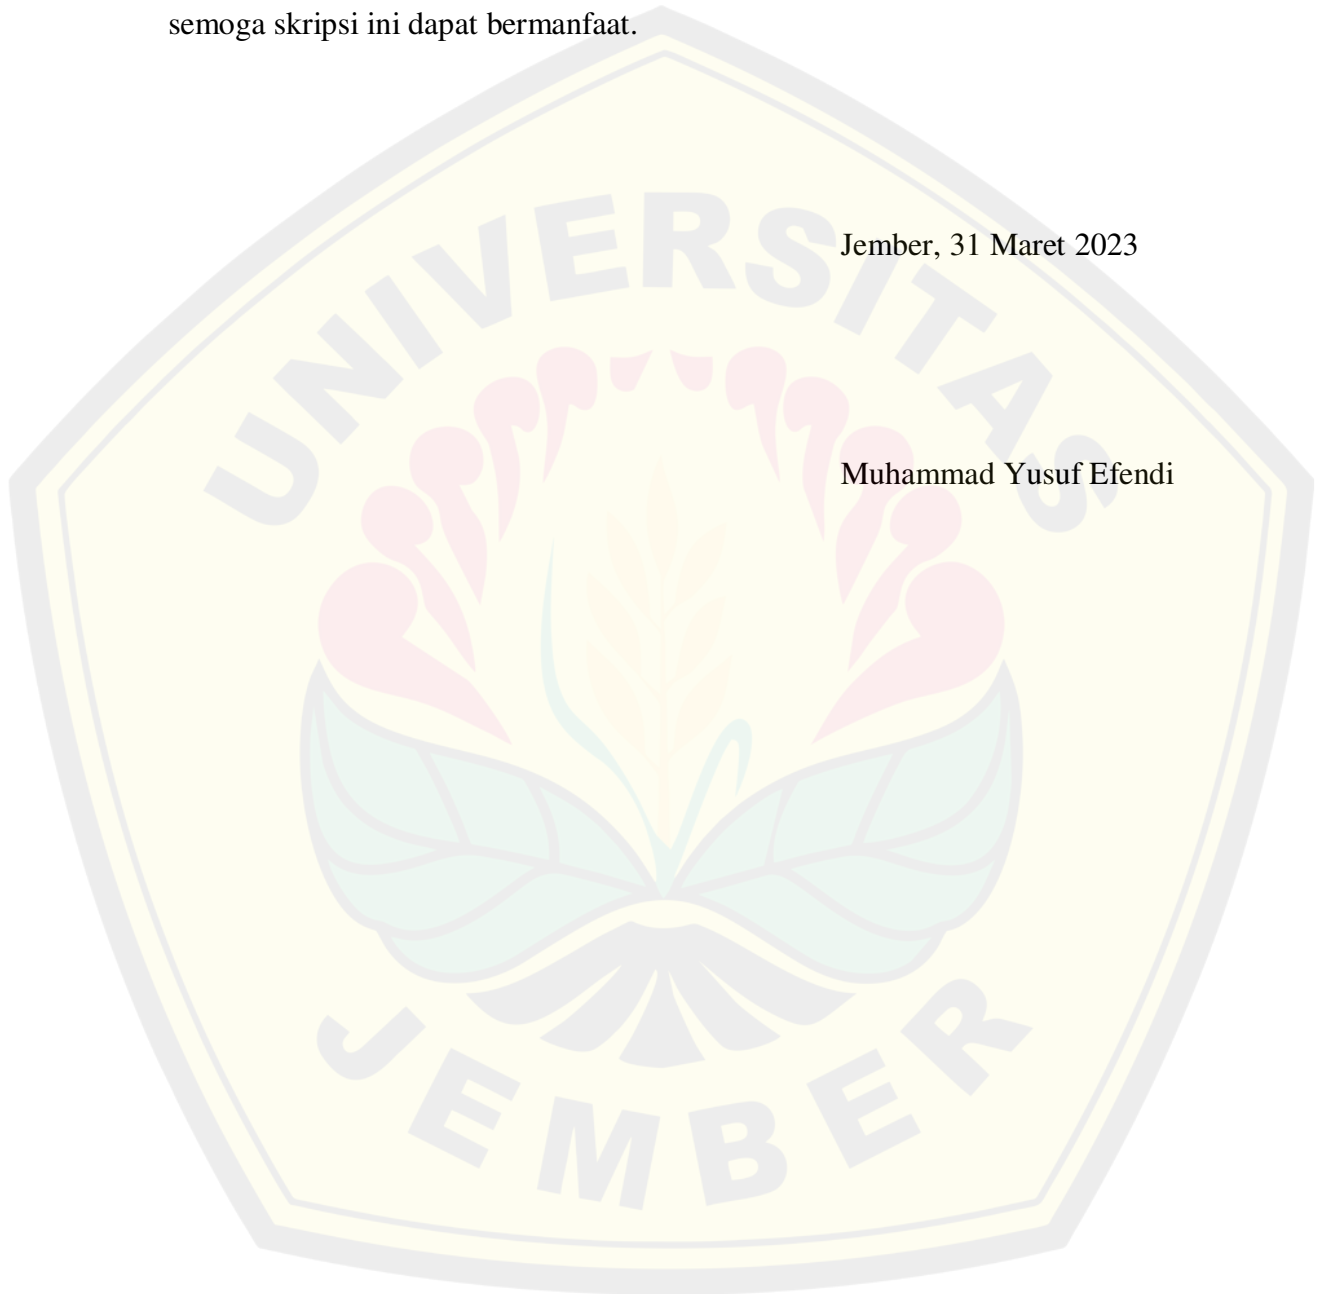 semoga skripsi ini dapat bermanfaat.
Jember, 31 Maret 2023
Muhammad Yusuf Efendi
UNIVERSITAS
JEMBER